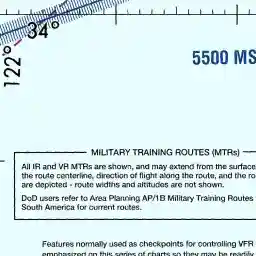 34°
122°
5500 MS
MILITARY TRAINING ROUTES (MTRs)
All IR and VR MTRs are shown, and may extend from the surface
the route centerline, direction of flight along the route, and the ro
are depicted - route widths and altitudes are not shown.
DoD users refer to Area Planning AP/1B Military Training Routes
South America for current routes.
Features normally used as checkpoints for controlling VFR
emphasized on this series of charts so they may be readily